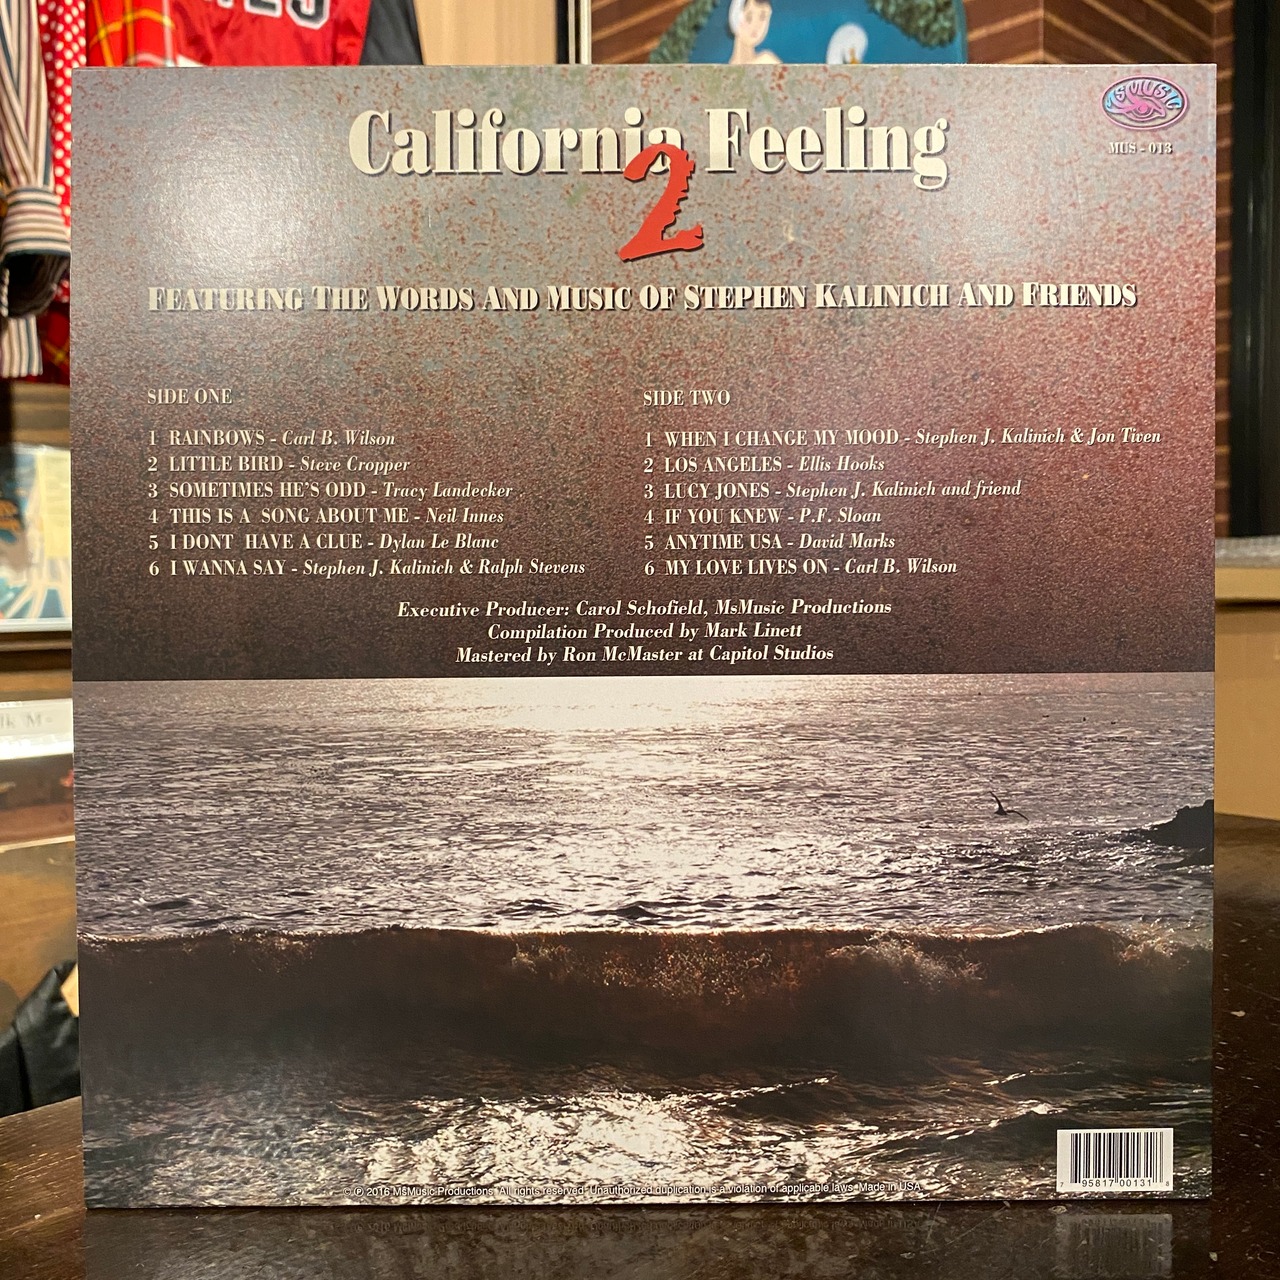 MSMUSIC
MUS - 013
California Feeling
2
FEATURING THE WORDS AND MUSIC OF STEPHEN KALINICH AND FRIENDS
SIDE ONE
1 RAINBOWS - Carl B. Wilson
2 LITTLE BIRD - Steve Cropper
3 SOMETIMES HE'S ODD - Tracy Landecker
4 THIS IS A SONG ABOUT ME - Neil Innes
5 I DONT HAVE A CLUE - Dylan Le Blanc
6 I WANNA SAY - Stephen J. Kalinich & Ralph Stevens
SIDE TWO
1 WHEN I CHANGE MY MOOD - Stephen J. Kalinich & Jon Tiven
2 LOS ANGELES - Ellis Hooks
3 LUCY JONES - Stephen J. Kalinich and friend
4 IF YOU KNEW - P.F. Sloan
5 ANYTIME USA - David Marks
6 MY LOVE LIVES ON - Carl B. Wilson
Executive Producer: Carol Schofield, MsMusic Productions
Compilation Produced by Mark Linett
Mastered by Ron McMaster at Capitol Studios
© ℗ 2016 MsMusic Productions. All rights reserved. Unauthorized duplication is a violation of applicable laws. Made in USA.
7 95817 00131 8